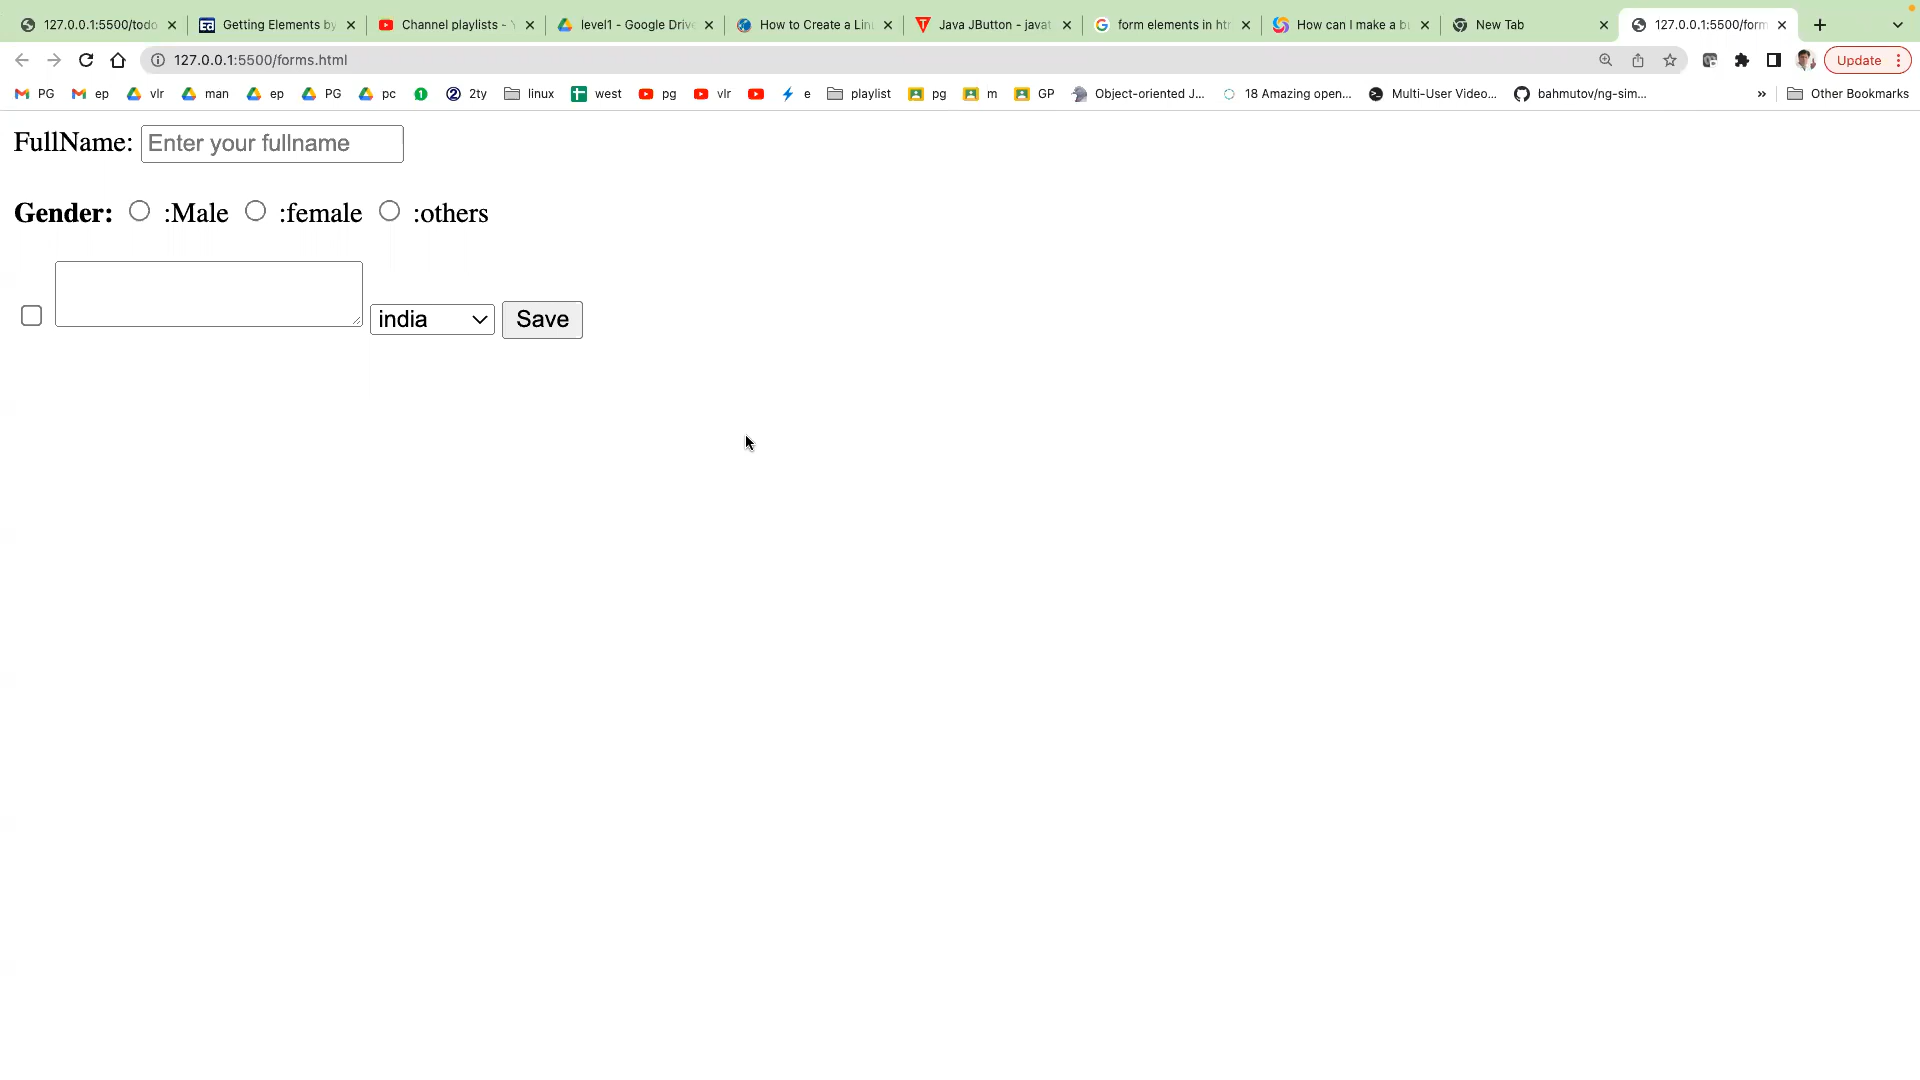 127.0.0.1:5500/todo Getting Elements by Channel playlists - Y level1 - Google Drive How to Create a Lin Java JButton - javat form elements in htm How can I make a bu New Tab 127.0.0.1:5500/form
127.0.0.1:5500/forms.html Update
PG ep vlr man ep PG pc 1 2ty linux west pg vlr e playlist pg m GP Object-oriented J... 18 Amazing open... Multi-User Video... bahmutov/ng-sim... » Other Bookmarks
FullName: Enter your fullname
Gender: :Male :female :others
india Save